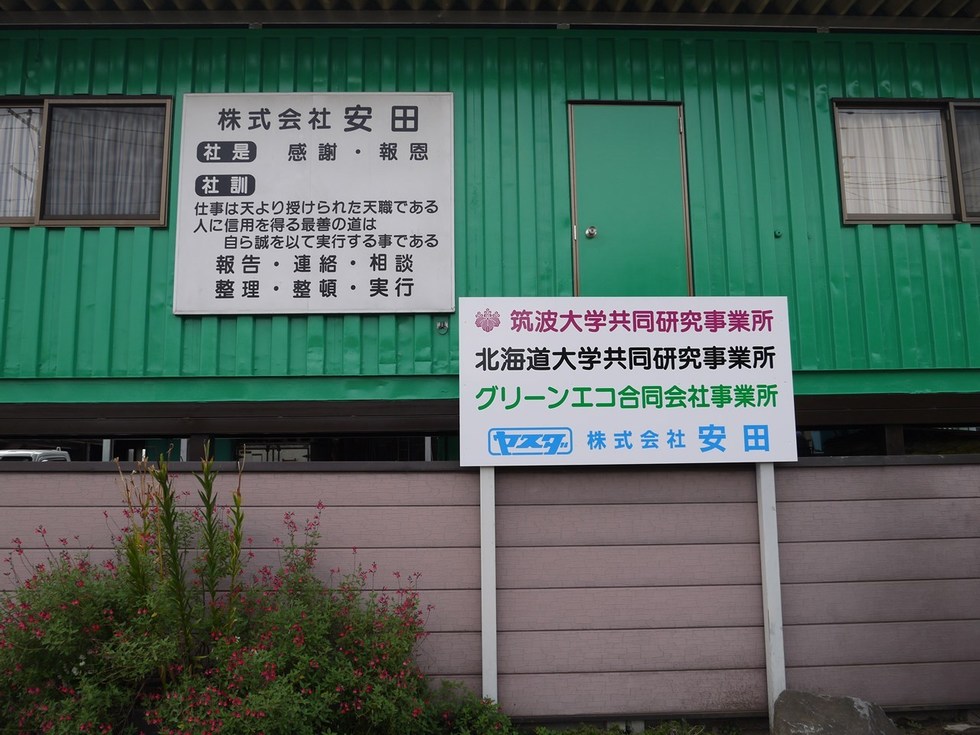 株式会社 安田
社是 感謝・報恩
社訓
仕事は天より授けられた天職である
人に信用を得る最善の道は
自ら誠を以て実行する事である
報告・連絡・相談
整理・整頓・実行
筑波大学共同研究事業所
北海道大学共同研究事業所
グリーンエコ合同会社事業所
ヤスダ 株式会社 安田